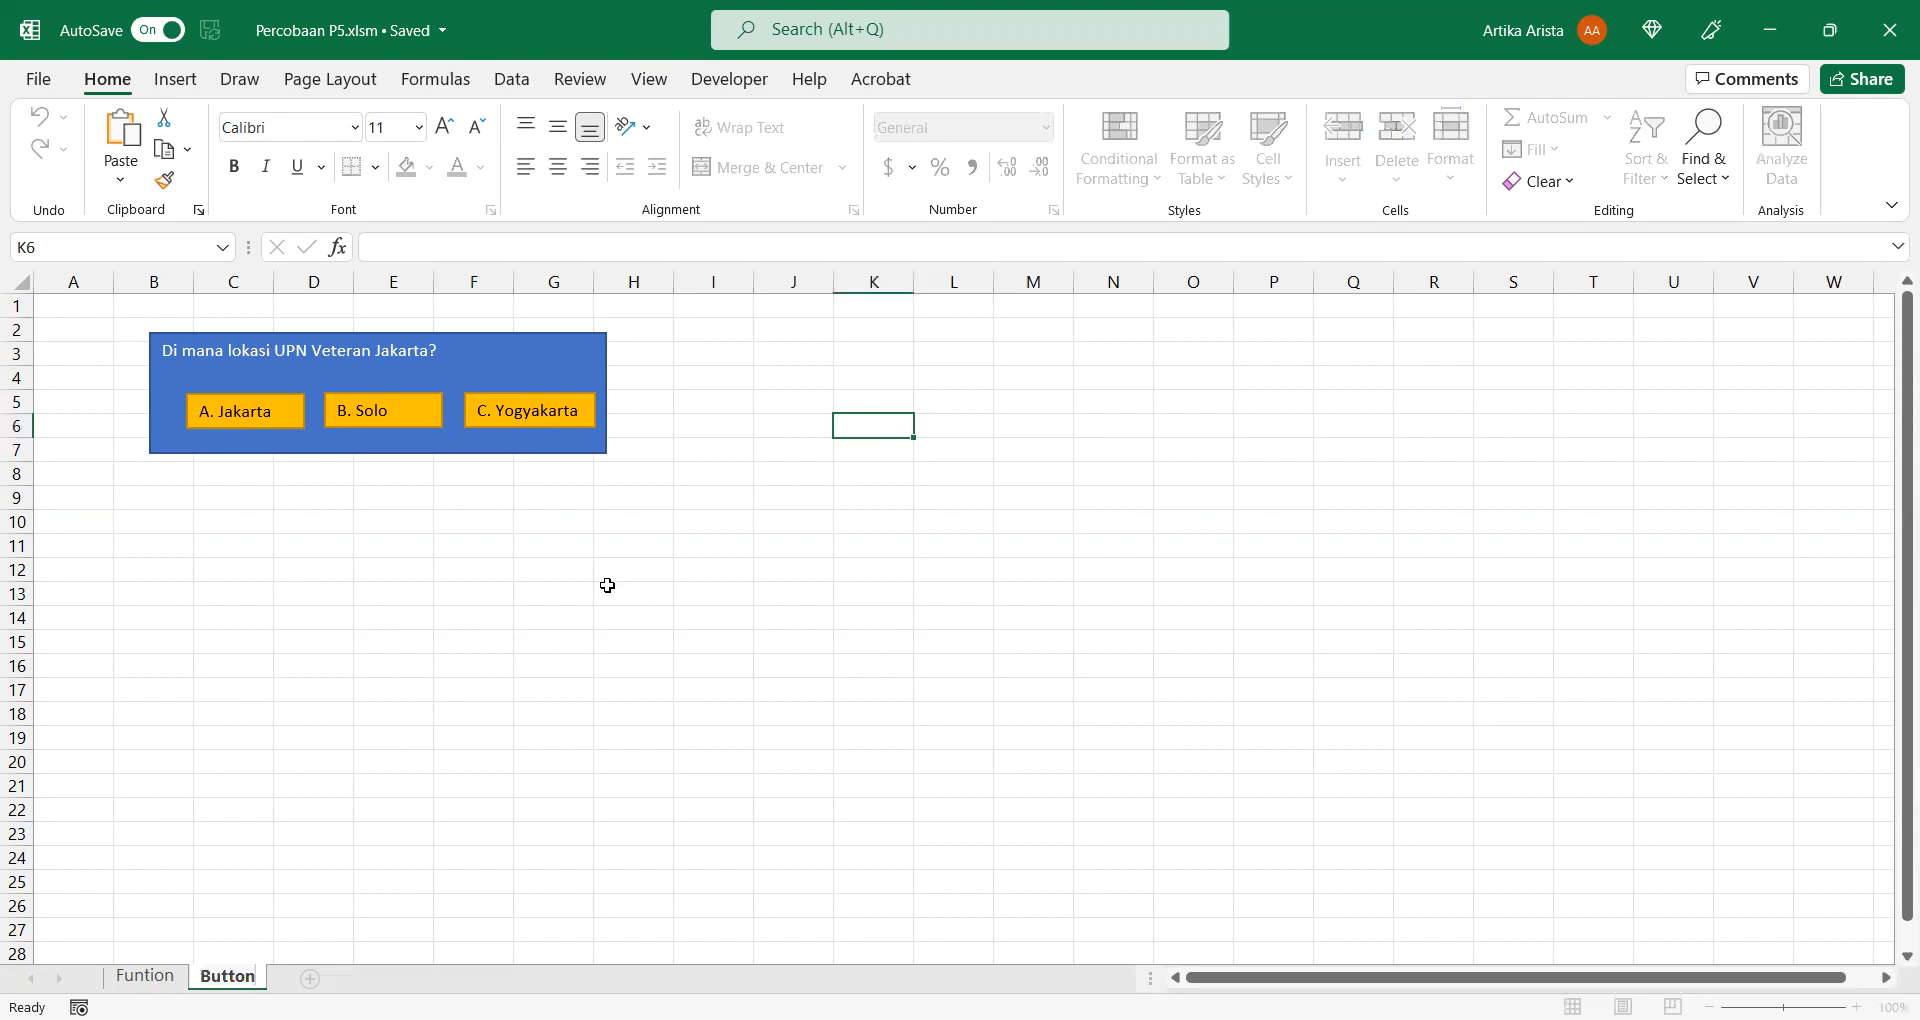 AutoSave On Percobaan P5.xlsm • Saved Search (Alt+Q) Artika Arista AA
File Home Insert Draw Page Layout Formulas Data Review View Developer Help Acrobat Comments Share
Calibri 11 Wrap Text General AutoSum
Paste Conditional Format as Cell Insert Delete Format Fill Sort & Find & Analyze
B I U Merge & Center $ % Formatting Table Styles Clear Filter Select Data
Undo Clipboard Font Alignment Number Styles Cells Editing Analysis
K6 fx
A B C D E F G H I J K L M N O P Q R S T U V W
1
2
3 Di mana lokasi UPN Veteran Jakarta?
4
5
A. Jakarta B. Solo C. Yogyakarta
6
7
8
9
10
11
12
13
14
15
16
17
18
19
20
21
22
23
24
25
26
27
28
Funtion Button
Ready 100%